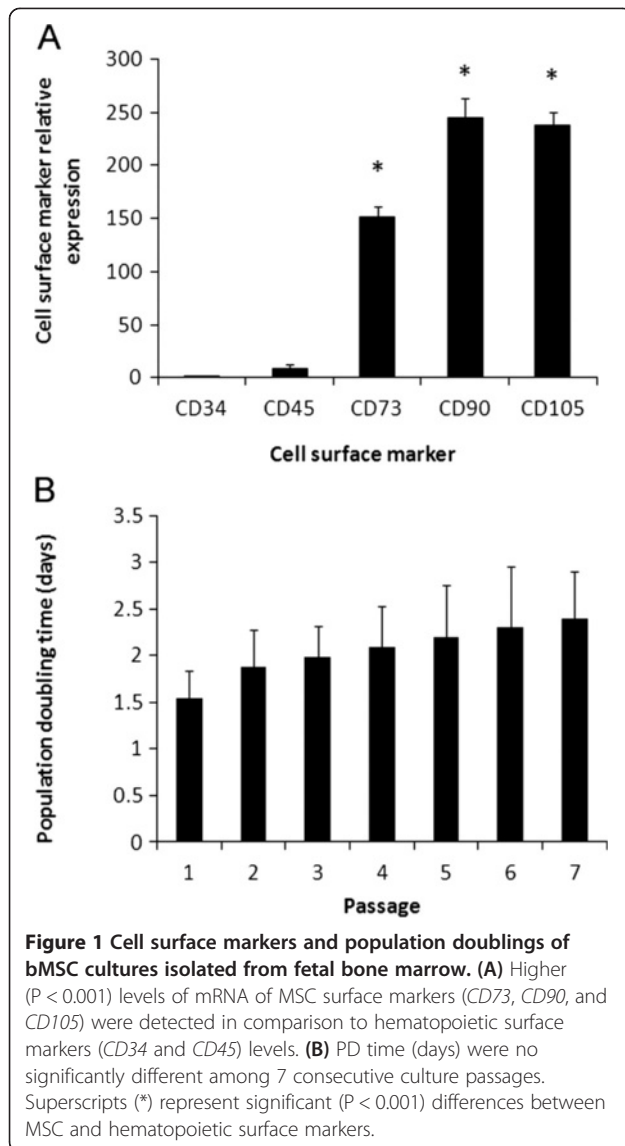 A
Cell surface marker relative
expression
300
250
200
150
100
50
0
*
*
*
CD34 CD45 CD73 CD90 CD105
Cell surface marker
B
Population doubling time (days)
3.5
3
2.5
2
1.5
1
0.5
0
1 2 3 4 5 6 7
Passage
Figure 1 Cell surface markers and population doublings of
bMSC cultures isolated from fetal bone marrow. (A) Higher
(P < 0.001) levels of mRNA of MSC surface markers (CD73, CD90, and
CD105) were detected in comparison to hematopoietic surface
markers (CD34 and CD45) levels. (B) PD time (days) were no
significantly different among 7 consecutive culture passages.
Superscripts (*) represent significant (P < 0.001) differences between
MSC and hematopoietic surface markers.